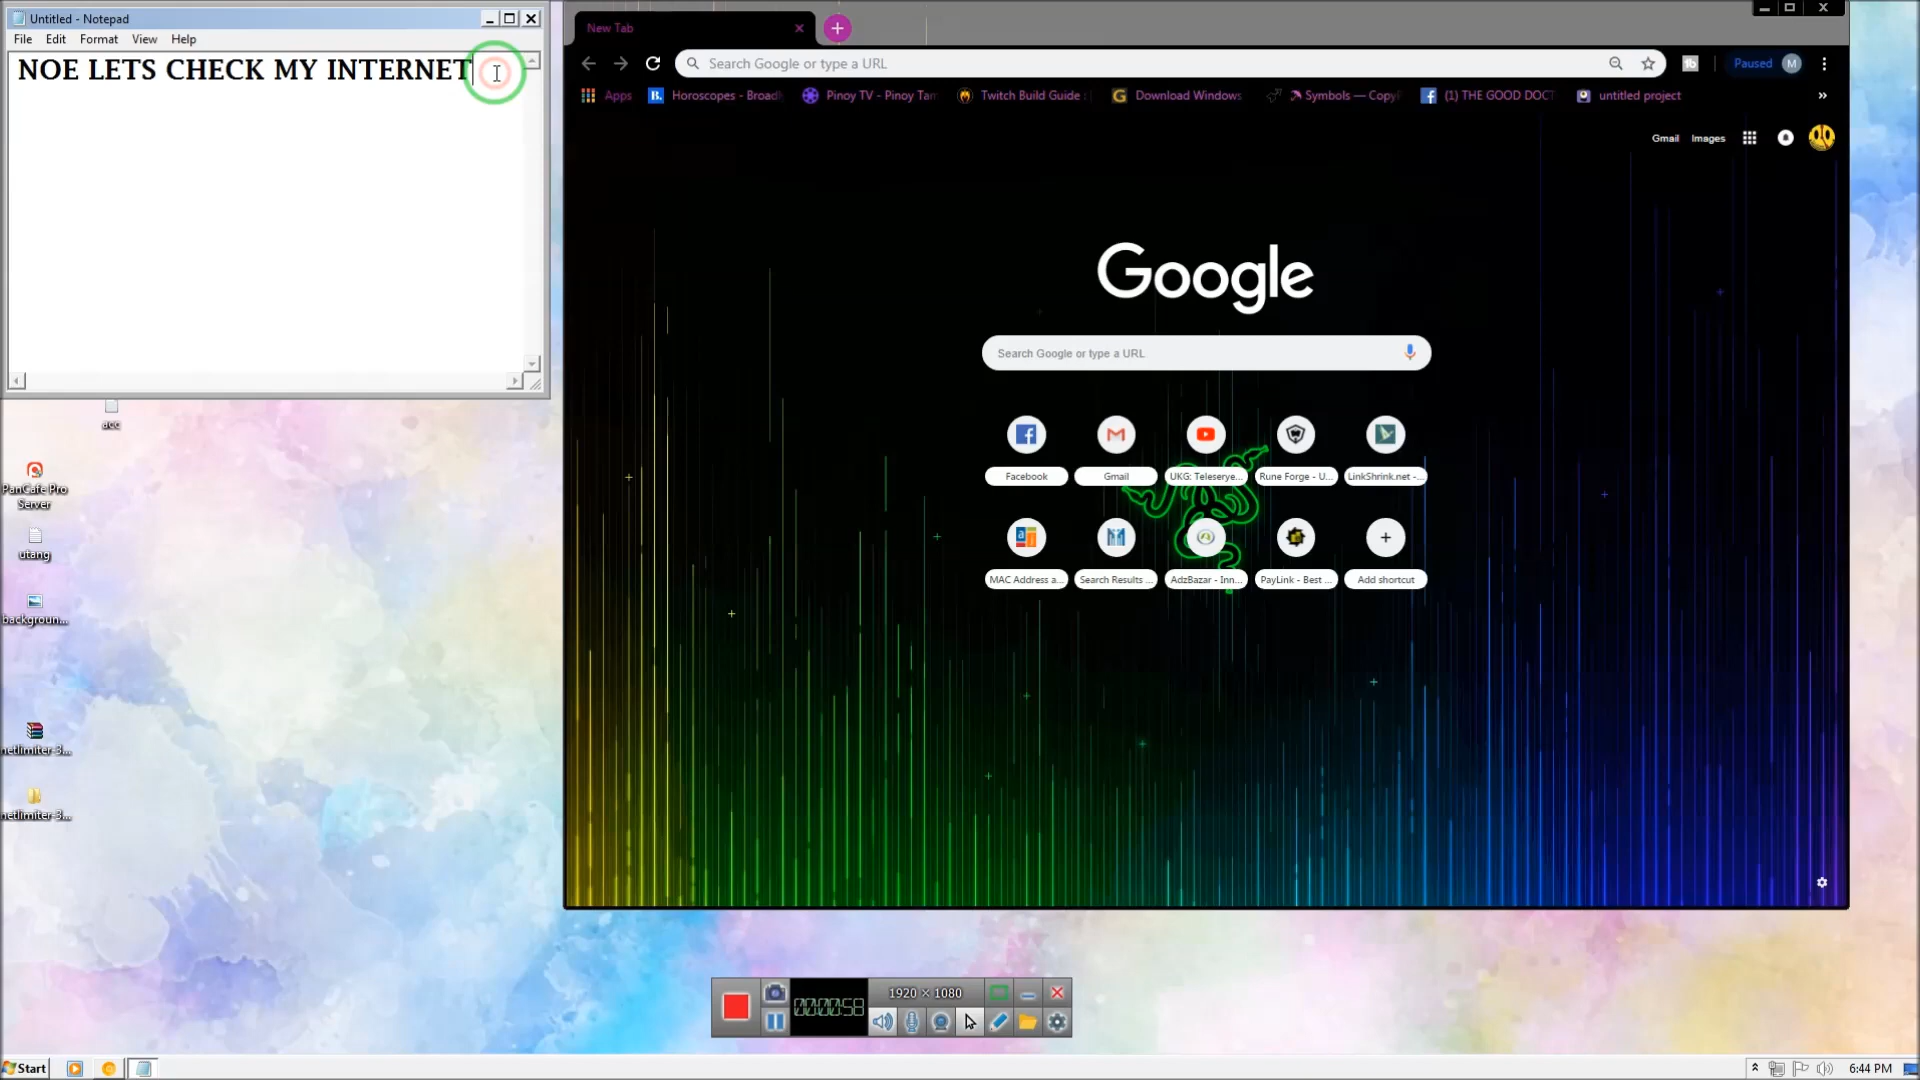 Untitled - Notepad
File Edit Format View Help
NOE LETS CHECK MY INTERNET
New Tab
Search Google or type a URL
Paused M
Apps Horoscopes - Broad Pinoy TV - Pinoy Tam Twitch Build Guide : Download Windows Symbols — Copy (1) THE GOOD DOCT untitled project »
Gmail Images
Google
Search Google or type a URL
Facebook Gmail UKG: Teleserye... Rune Forge - U... LinkShrink.net -...
MAC Address a... Search Results ... AdzBazar - Inn... PayLink - Best ... Add shortcut
acc
PanCafe Pro
Server
utang
backgroun...
netlimiter-3...
netlimiter-3...
1920 × 1080
00:00:58
Start
6:44 PM